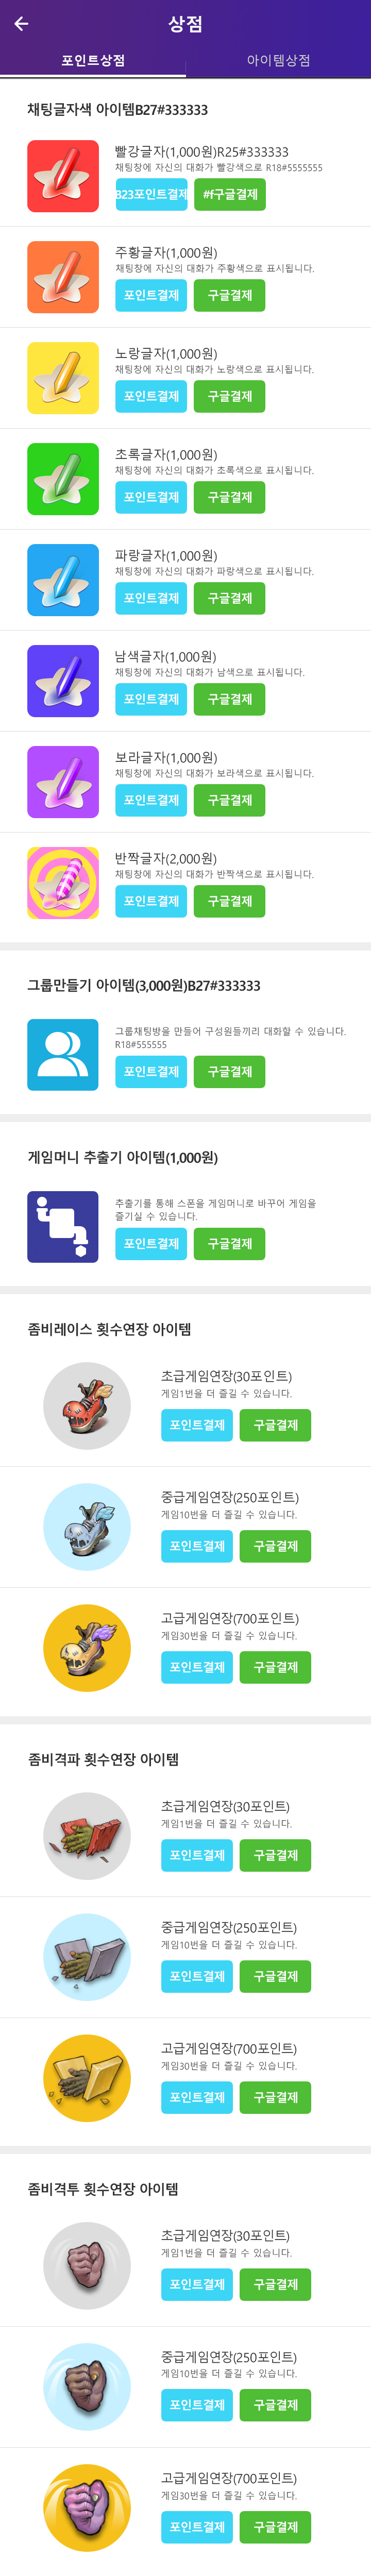 상점
포인트상점
아이템상점
채팅글자색 아이템B27#333333
빨강글자(1,000원)R25#333333
채팅창에 자신의 대화가 빨강색으로 R18#5555555
B23포인트결제 #f구글결제
주황글자(1,000원)
채팅창에 자신의 대화가 주황색으로 표시됩니다.
포인트결제 구글결제
노랑글자(1,000원)
채팅창에 자신의 대화가 노랑색으로 표시됩니다.
포인트결제 구글결제
초록글자(1,000원)
채팅창에 자신의 대화가 초록색으로 표시됩니다.
포인트결제 구글결제
파랑글자(1,000원)
채팅창에 자신의 대화가 파랑색으로 표시됩니다.
포인트결제 구글결제
남색글자(1,000원)
채팅창에 자신의 대화가 남색으로 표시됩니다.
포인트결제 구글결제
보라글자(1,000원)
채팅창에 자신의 대화가 보라색으로 표시됩니다.
포인트결제 구글결제
반짝글자(2,000원)
채팅창에 자신의 대화가 반짝색으로 표시됩니다.
포인트결제 구글결제
그룹만들기 아이템(3,000원)B27#333333
그룹채팅방을 만들어 구성원들끼리 대화할 수 있습니다.
R18#555555
포인트결제 구글결제
게임머니 추출기 아이템(1,000원)
추출기를 통해 스폰을 게임머니로 바꾸어 게임을
즐기실 수 있습니다.
포인트결제 구글결제
좀비레이스 횟수연장 아이템
초급게임연장(30포인트)
게임1번을 더 즐길 수 있습니다.
포인트결제 구글결제
중급게임연장(250포인트)
게임10번을 더 즐길 수 있습니다.
포인트결제 구글결제
고급게임연장(700포인트)
게임30번을 더 즐길 수 있습니다.
포인트결제 구글결제
좀비격파 횟수연장 아이템
초급게임연장(30포인트)
게임1번을 더 즐길 수 있습니다.
포인트결제 구글결제
중급게임연장(250포인트)
게임10번을 더 즐길 수 있습니다.
포인트결제 구글결제
고급게임연장(700포인트)
게임30번을 더 즐길 수 있습니다.
포인트결제 구글결제
좀비격투 횟수연장 아이템
초급게임연장(30포인트)
게임1번을 더 즐길 수 있습니다.
포인트결제 구글결제
중급게임연장(250포인트)
게임10번을 더 즐길 수 있습니다.
포인트결제 구글결제
고급게임연장(700포인트)
게임30번을 더 즐길 수 있습니다.
포인트결제 구글결제